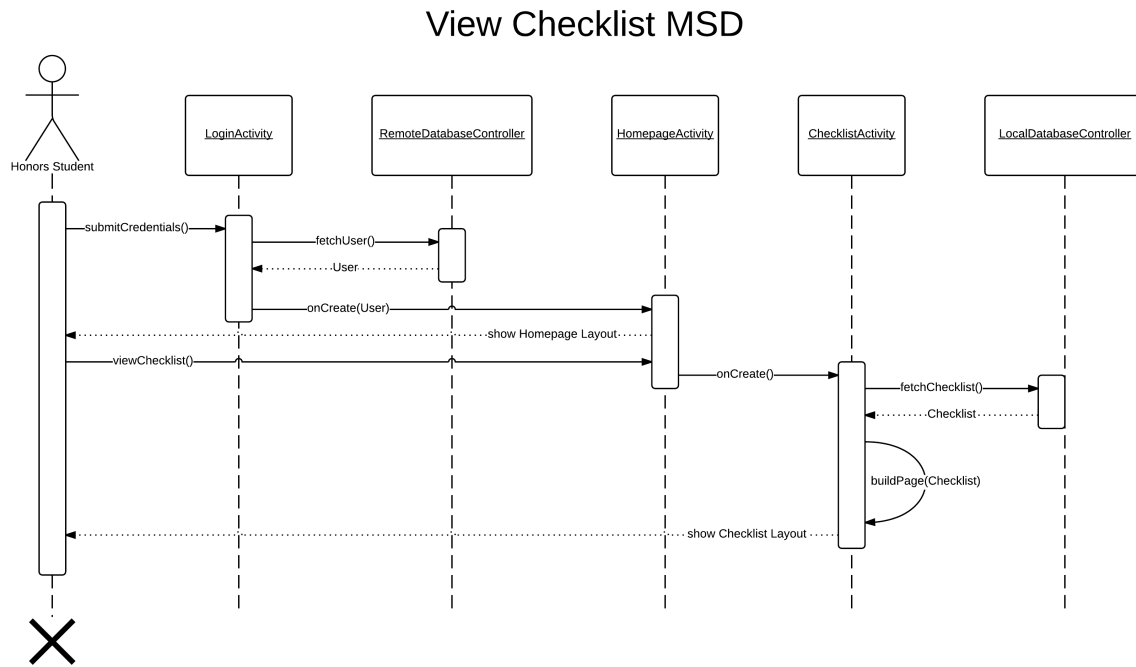 View Checklist MSD
Honors Student
LoginActivity
RemoteDatabaseController
HomepageActivity
ChecklistActivity
LocalDatabaseController
submitCredentials()
fetchUser()
User
onCreate(User)
show Homepage Layout
viewChecklist()
onCreate()
fetchChecklist()
Checklist
buildPage(Checklist)
show Checklist Layout